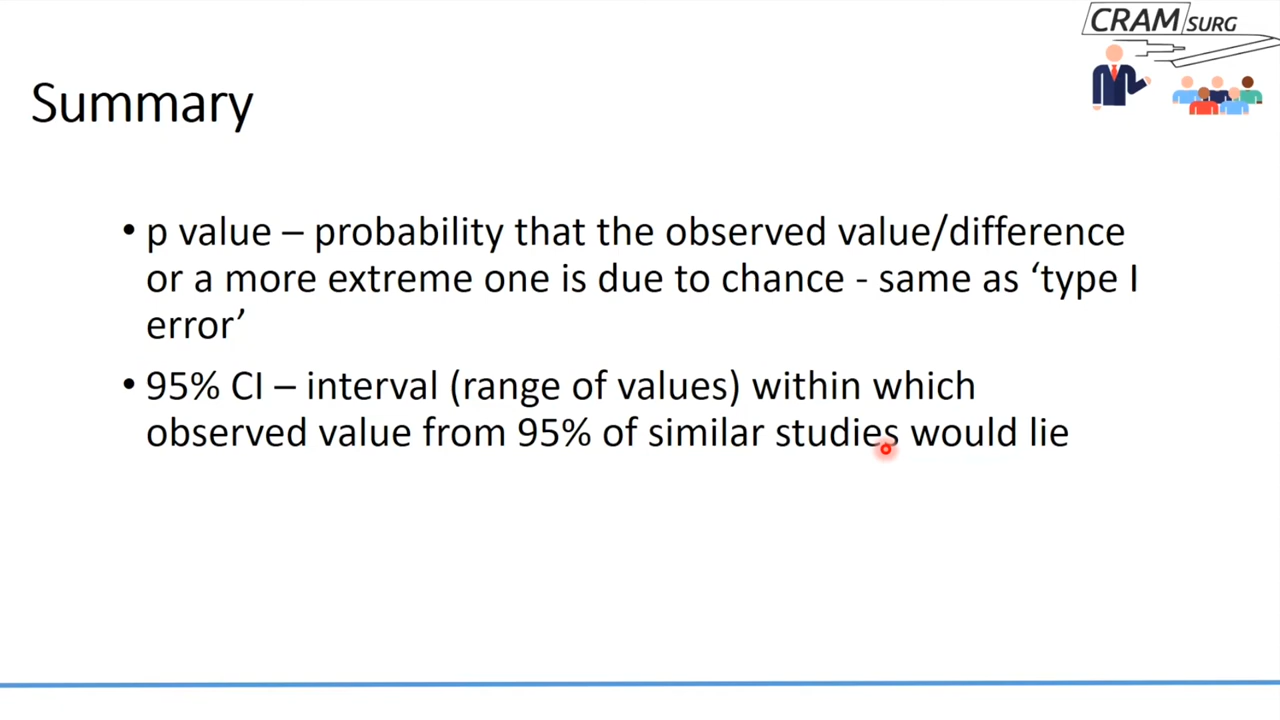 CRAM SURG
Summary
• p value – probability that the observed value/difference
or a more extreme one is due to chance - same as ‘type I
error’
• 95% CI – interval (range of values) within which
observed value from 95% of similar studies would lie